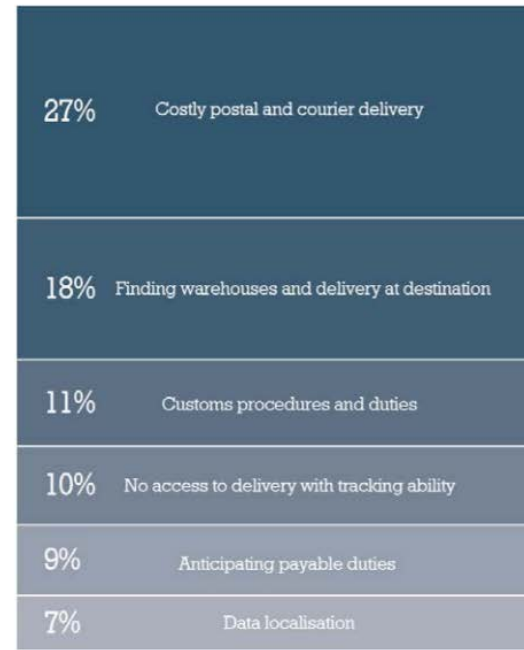 27% Costly postal and courier delivery
18% Finding warehouses and delivery at destination
11% Customs procedures and duties
10% No access to delivery with tracking ability
9% Anticipating payable duties
7% Data localisation